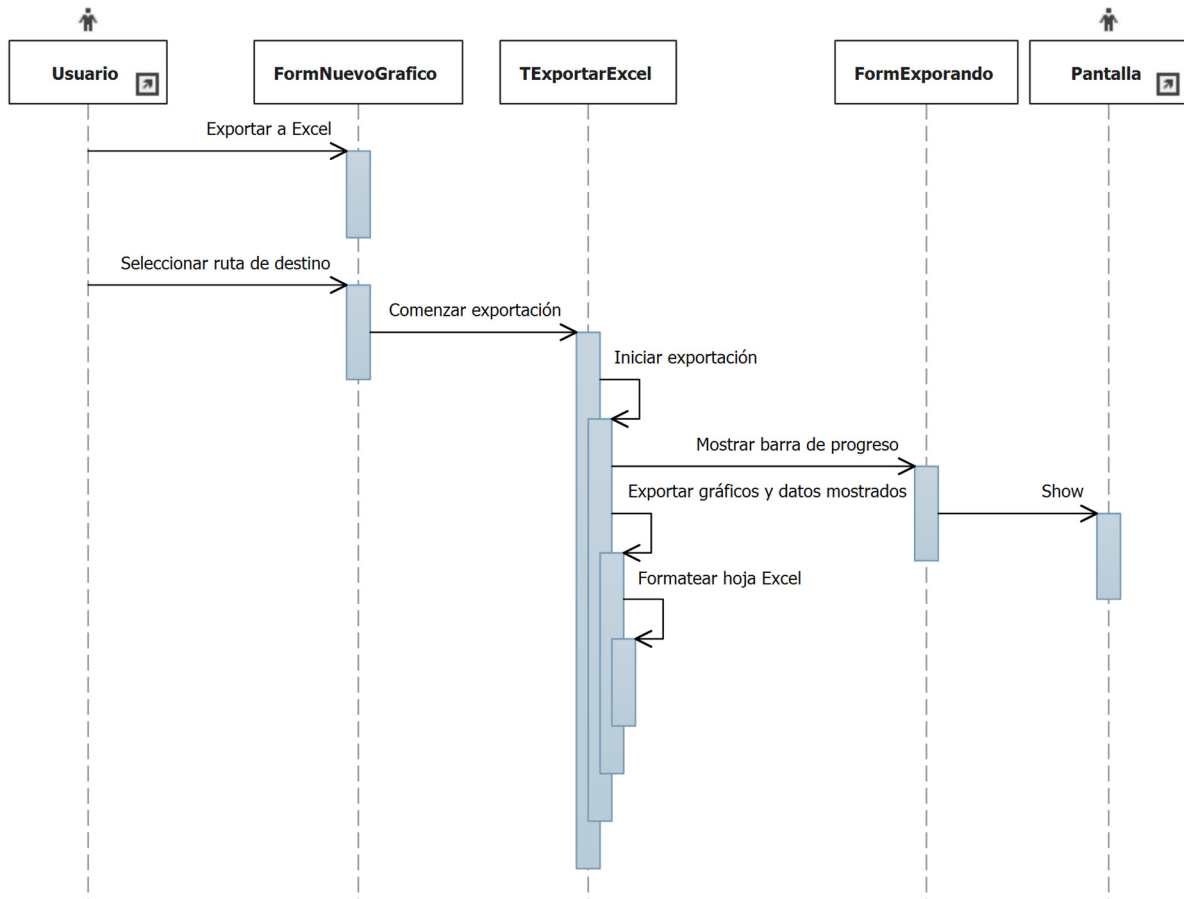 Usuario
FormNuevoGrafico
TExportarExcel
FormExporando
Pantalla
Exportar a Excel
Seleccionar ruta de destino
Comenzar exportación
Iniciar exportación
Mostrar barra de progreso
Exportar gráficos y datos mostrados
Show
Formatear hoja Excel